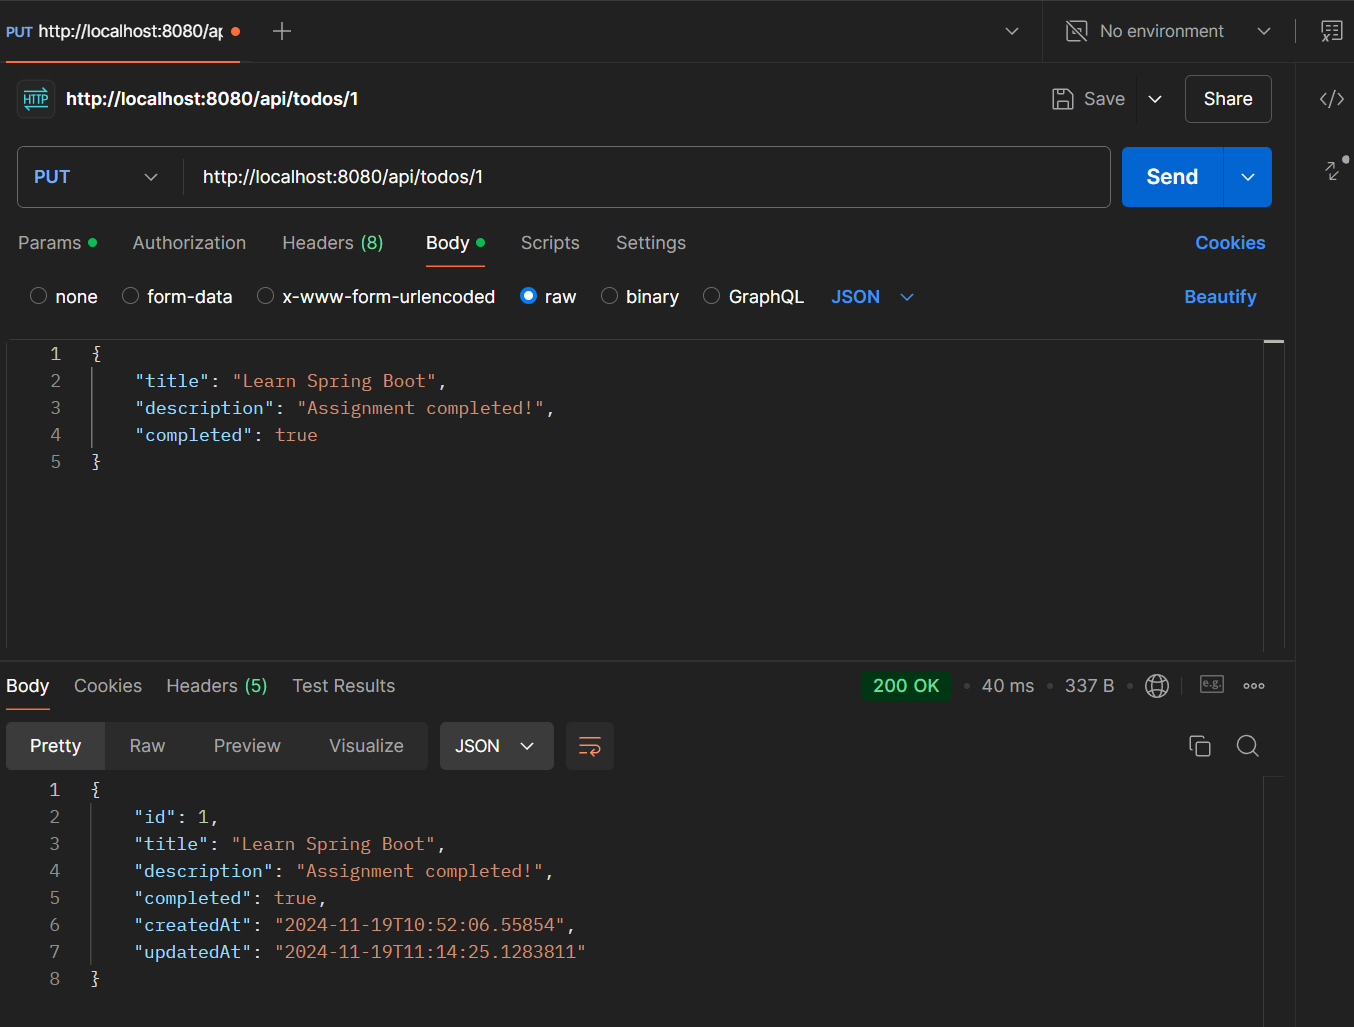 PUT http://localhost:8080/ap
No environment
HTTP http://localhost:8080/api/todos/1
Save
Share
PUT
http://localhost:8080/api/todos/1
Send
Params
Authorization
Headers (8)
Body
Scripts
Settings
Cookies
none
form-data
x-www-form-urlencoded
raw
binary
GraphQL
JSON
Beautify
1 {
2 "title": "Learn Spring Boot",
3 "description": "Assignment completed!",
4 "completed": true
5 }
Body
Cookies
Headers (5)
Test Results
200 OK
40 ms
337 B
e.g.
Pretty
Raw
Preview
Visualize
JSON
1 {
2 "id": 1,
3 "title": "Learn Spring Boot",
4 "description": "Assignment completed!",
5 "completed": true,
6 "createdAt": "2024-11-19T10:52:06.55854",
7 "updatedAt": "2024-11-19T11:14:25.1283811"
8 }